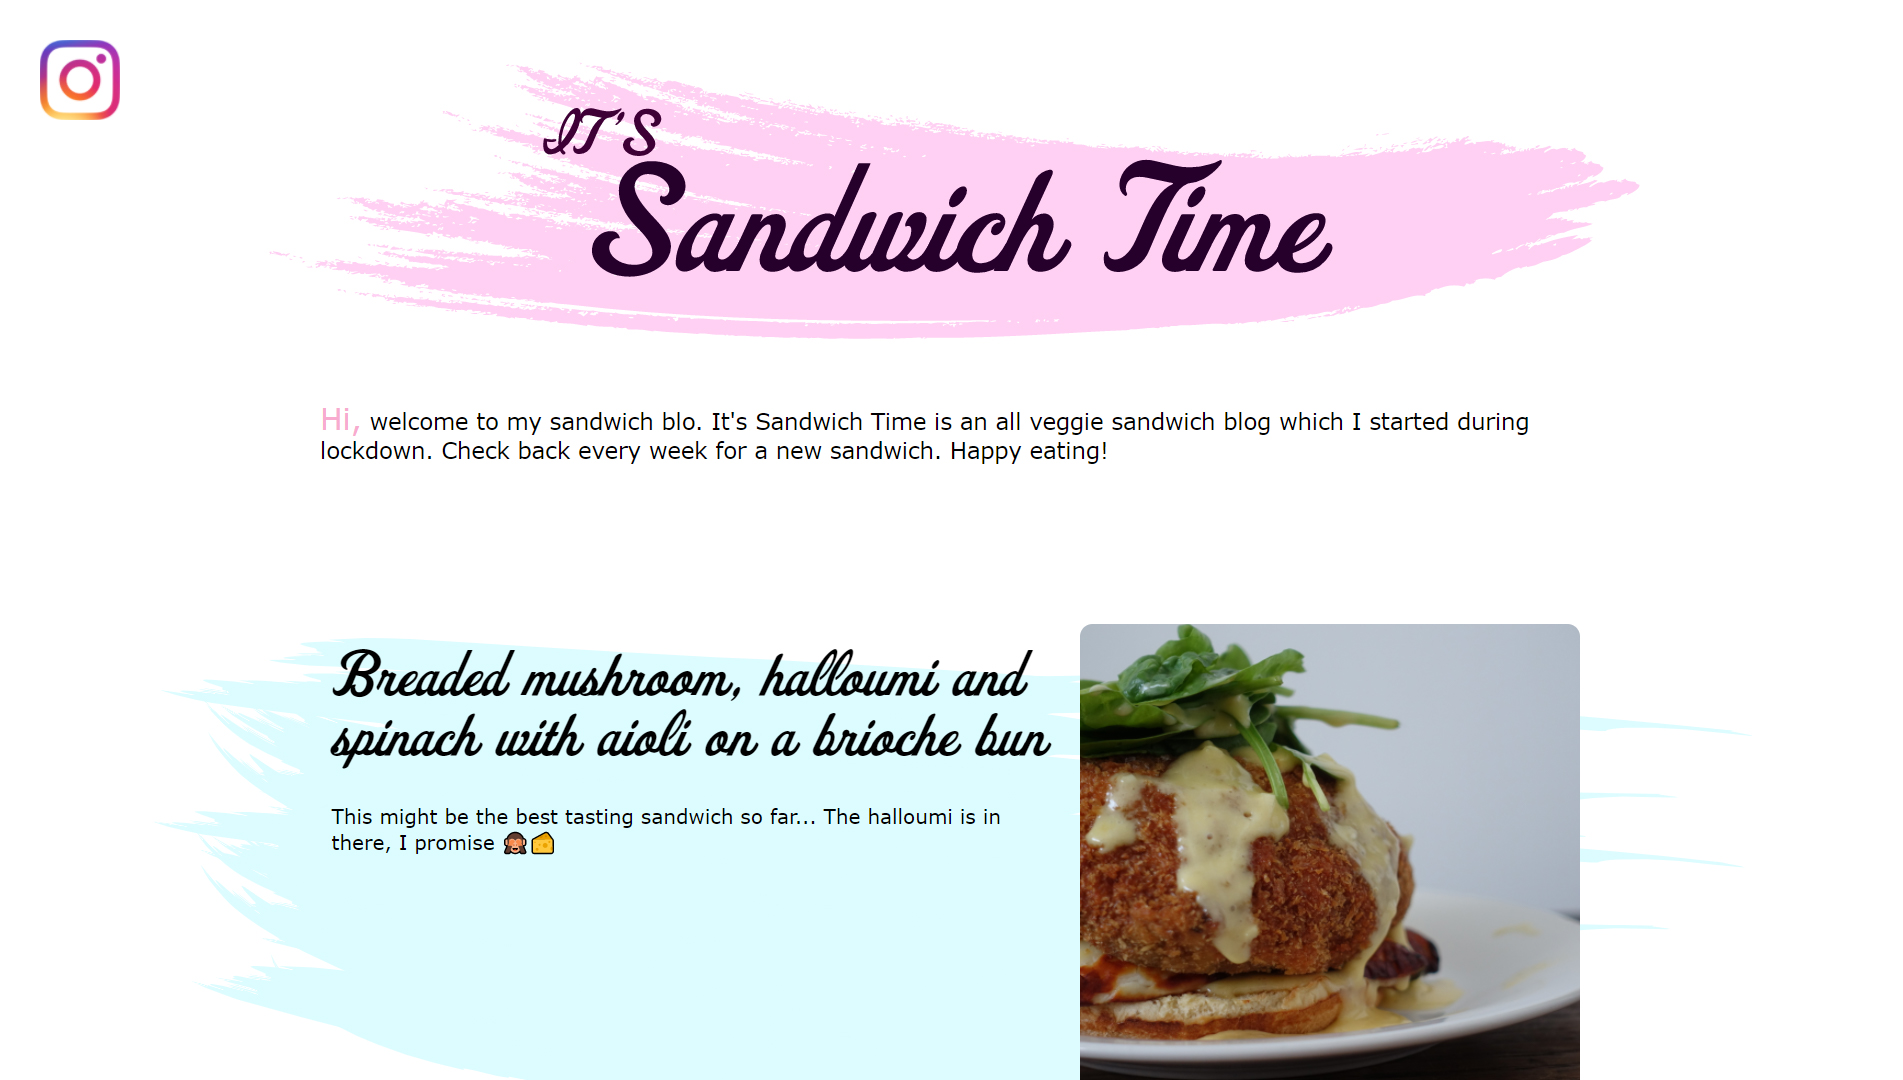 IT'S
Sandwich Time
Hi, welcome to my sandwich blo. It's Sandwich Time is an all veggie sandwich blog which I started during
lockdown. Check back every week for a new sandwich. Happy eating!
Breaded mushroom, halloumi and
spinach with aioli on a brioche bun
This might be the best tasting sandwich so far... The halloumi is in
there, I promise 🙈🧀